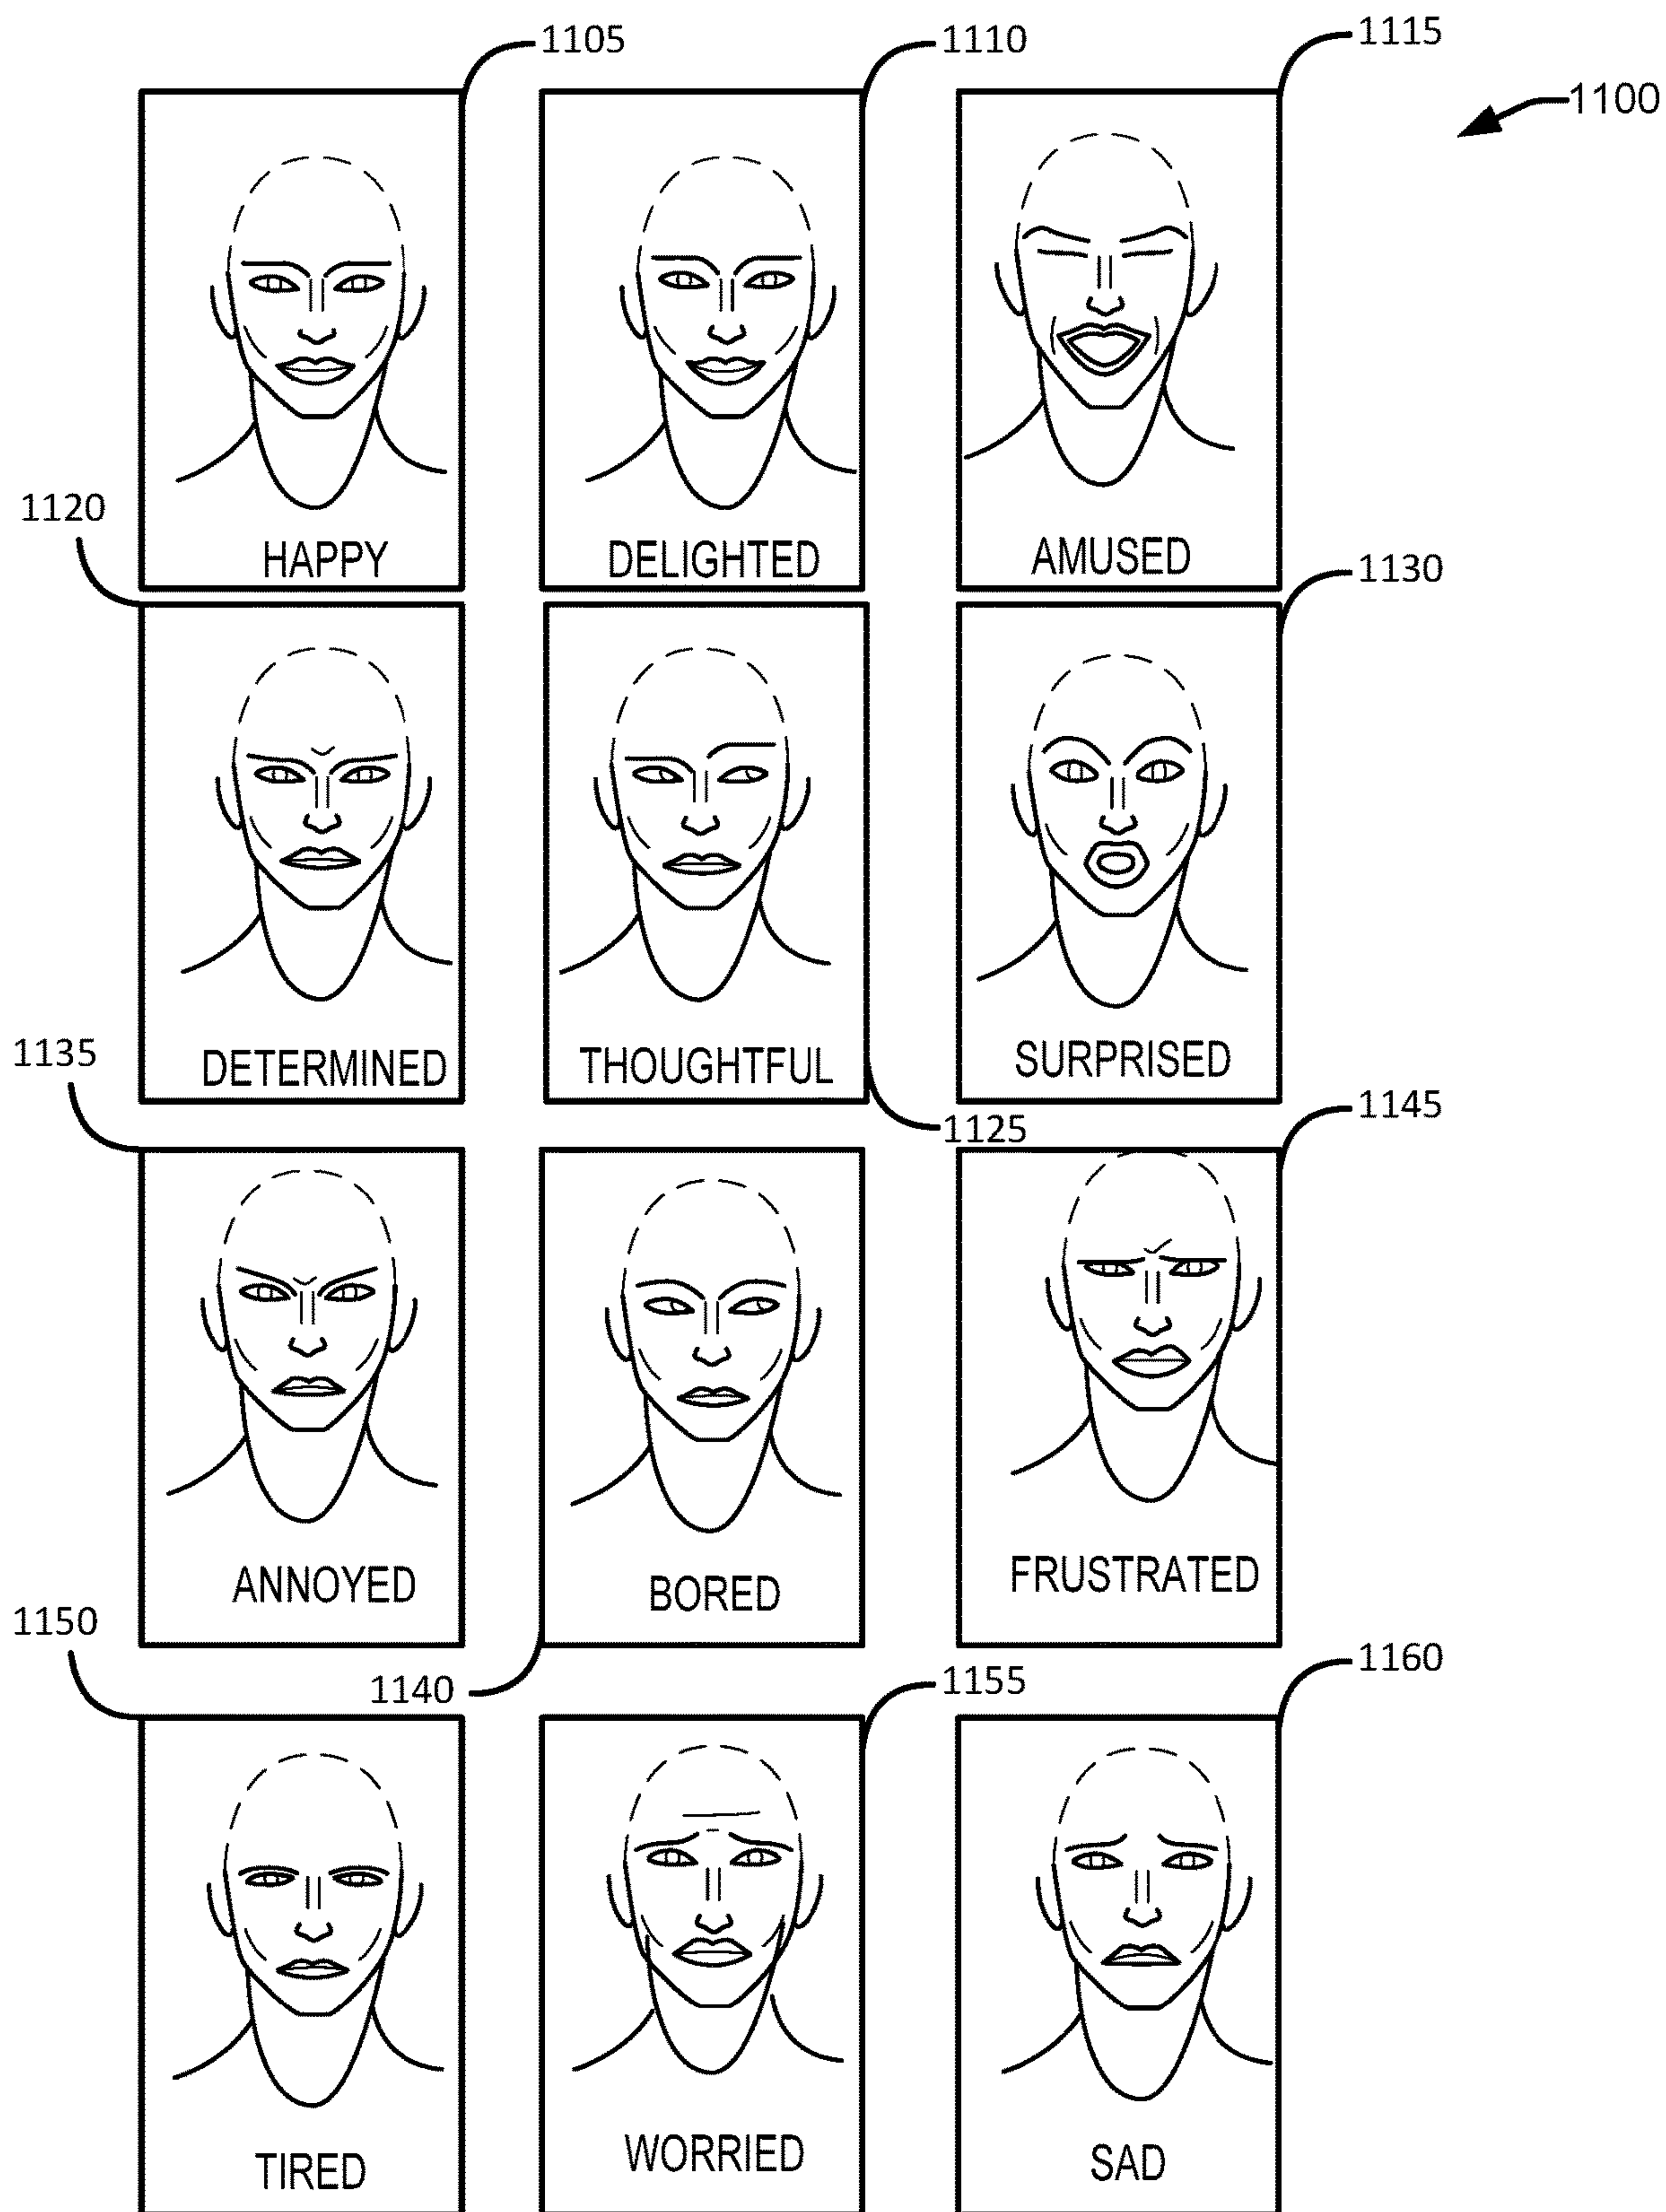 1105
1110
1115
1100
HAPPY
DELIGHTED
AMUSED
1120
1130
DETERMINED
THOUGHTFUL
SURPRISED
1135
1125
1145
ANNOYED
BORED
FRUSTRATED
1150
1140
1155
1160
TIRED
WORRIED
SAD